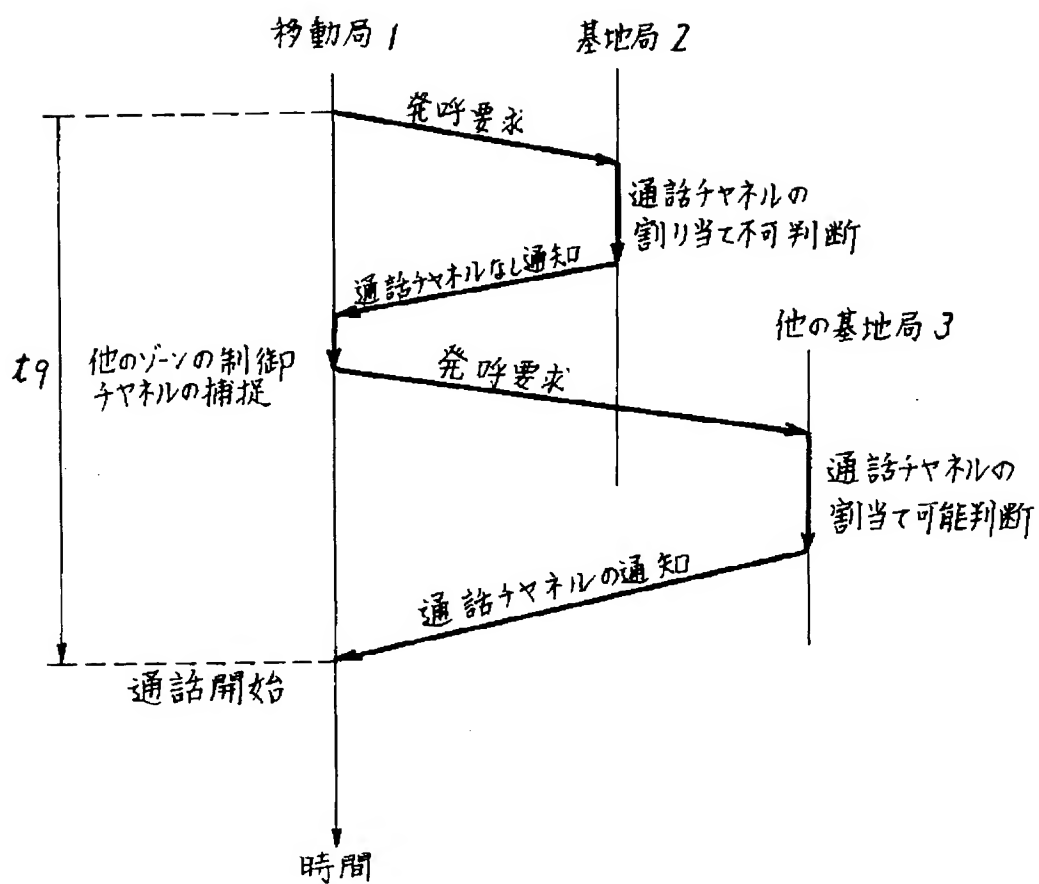 移動局1
基地局2
発呼要求
通話チャネルの
割り当て不可判断
通話チャネルなし通知
他の基地局3
t9
他のゾーンの制御
チャネルの捕捉
発呼要求
通話チャネルの
割当て可能判断
通話チャネルの通知
通話開始
時間